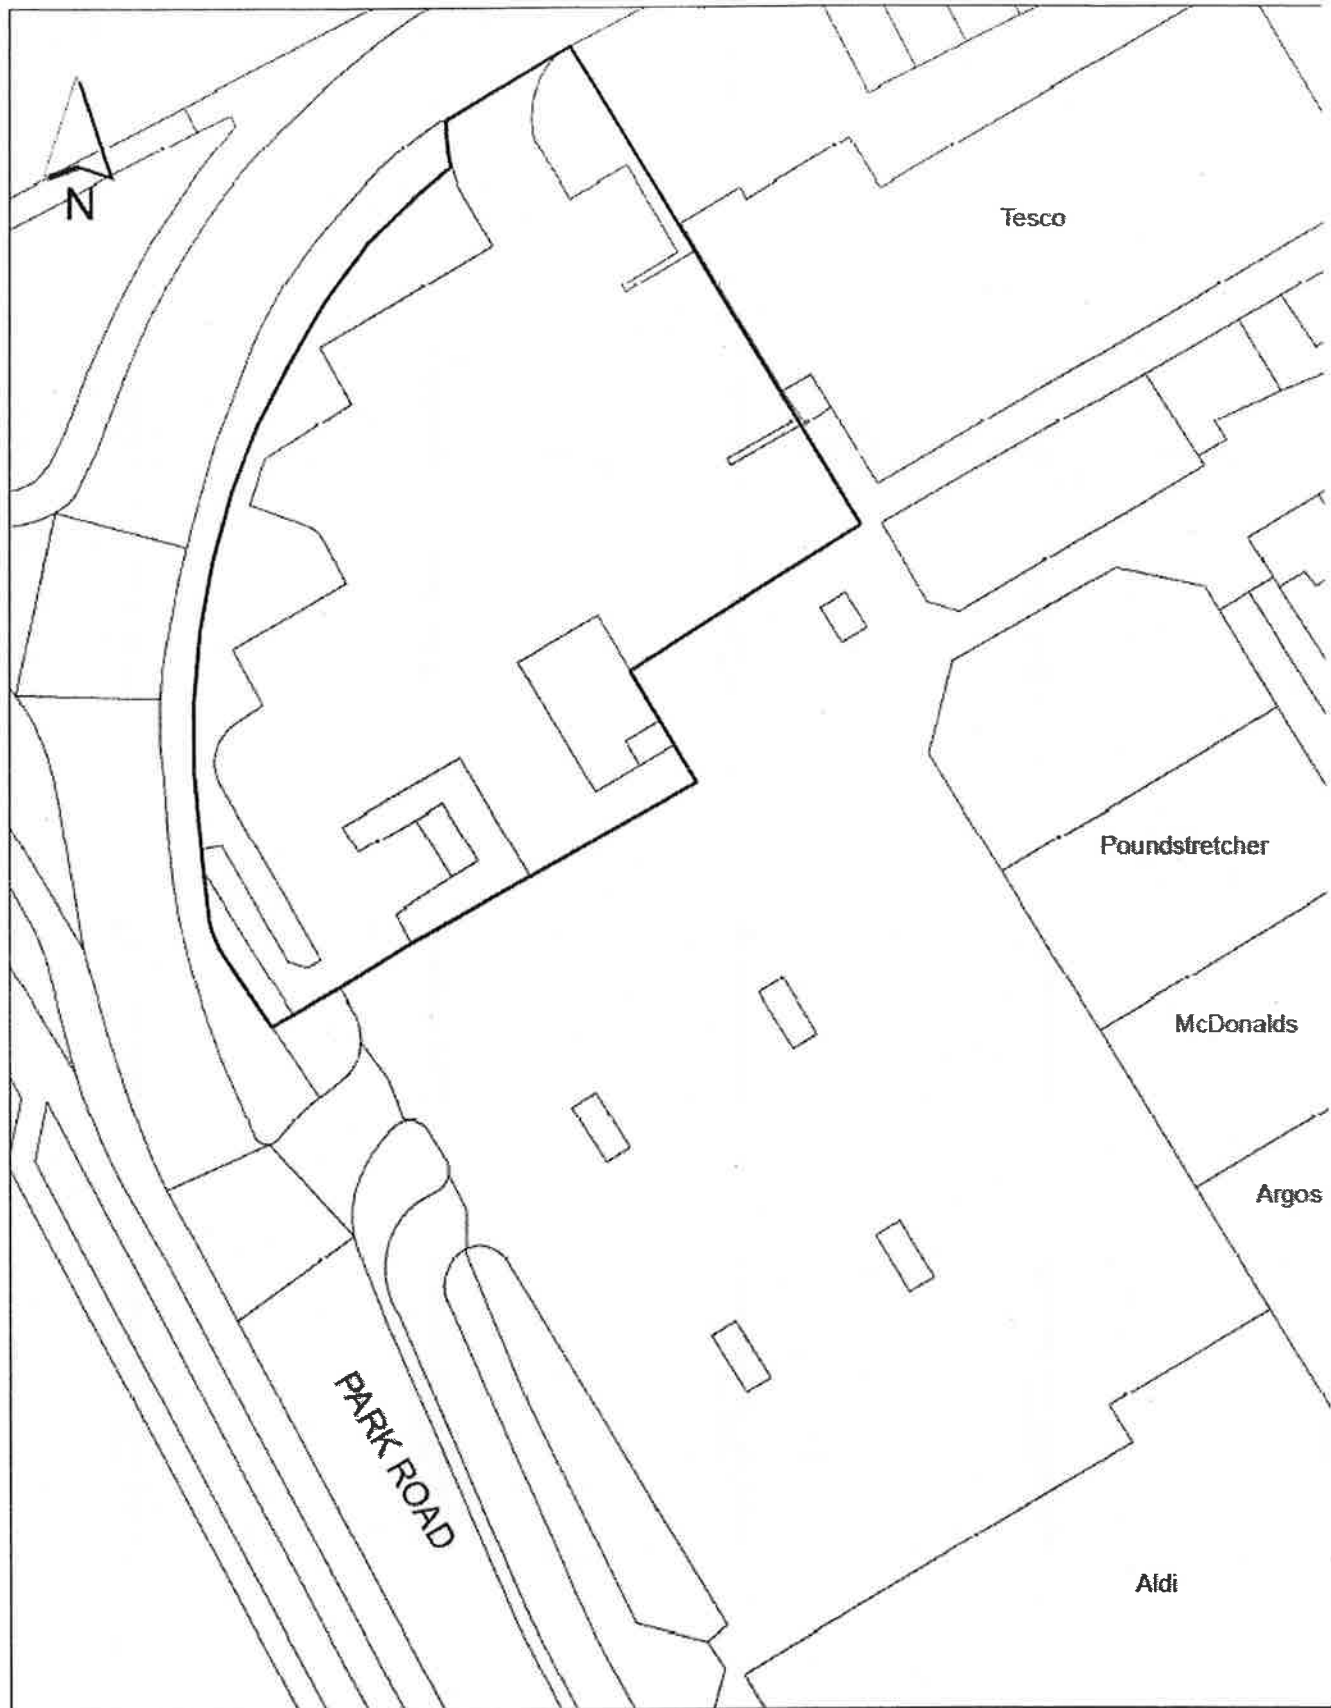 N
Tesco
Poundstretcher
McDonalds
Argos
PARK ROAD
Aldi